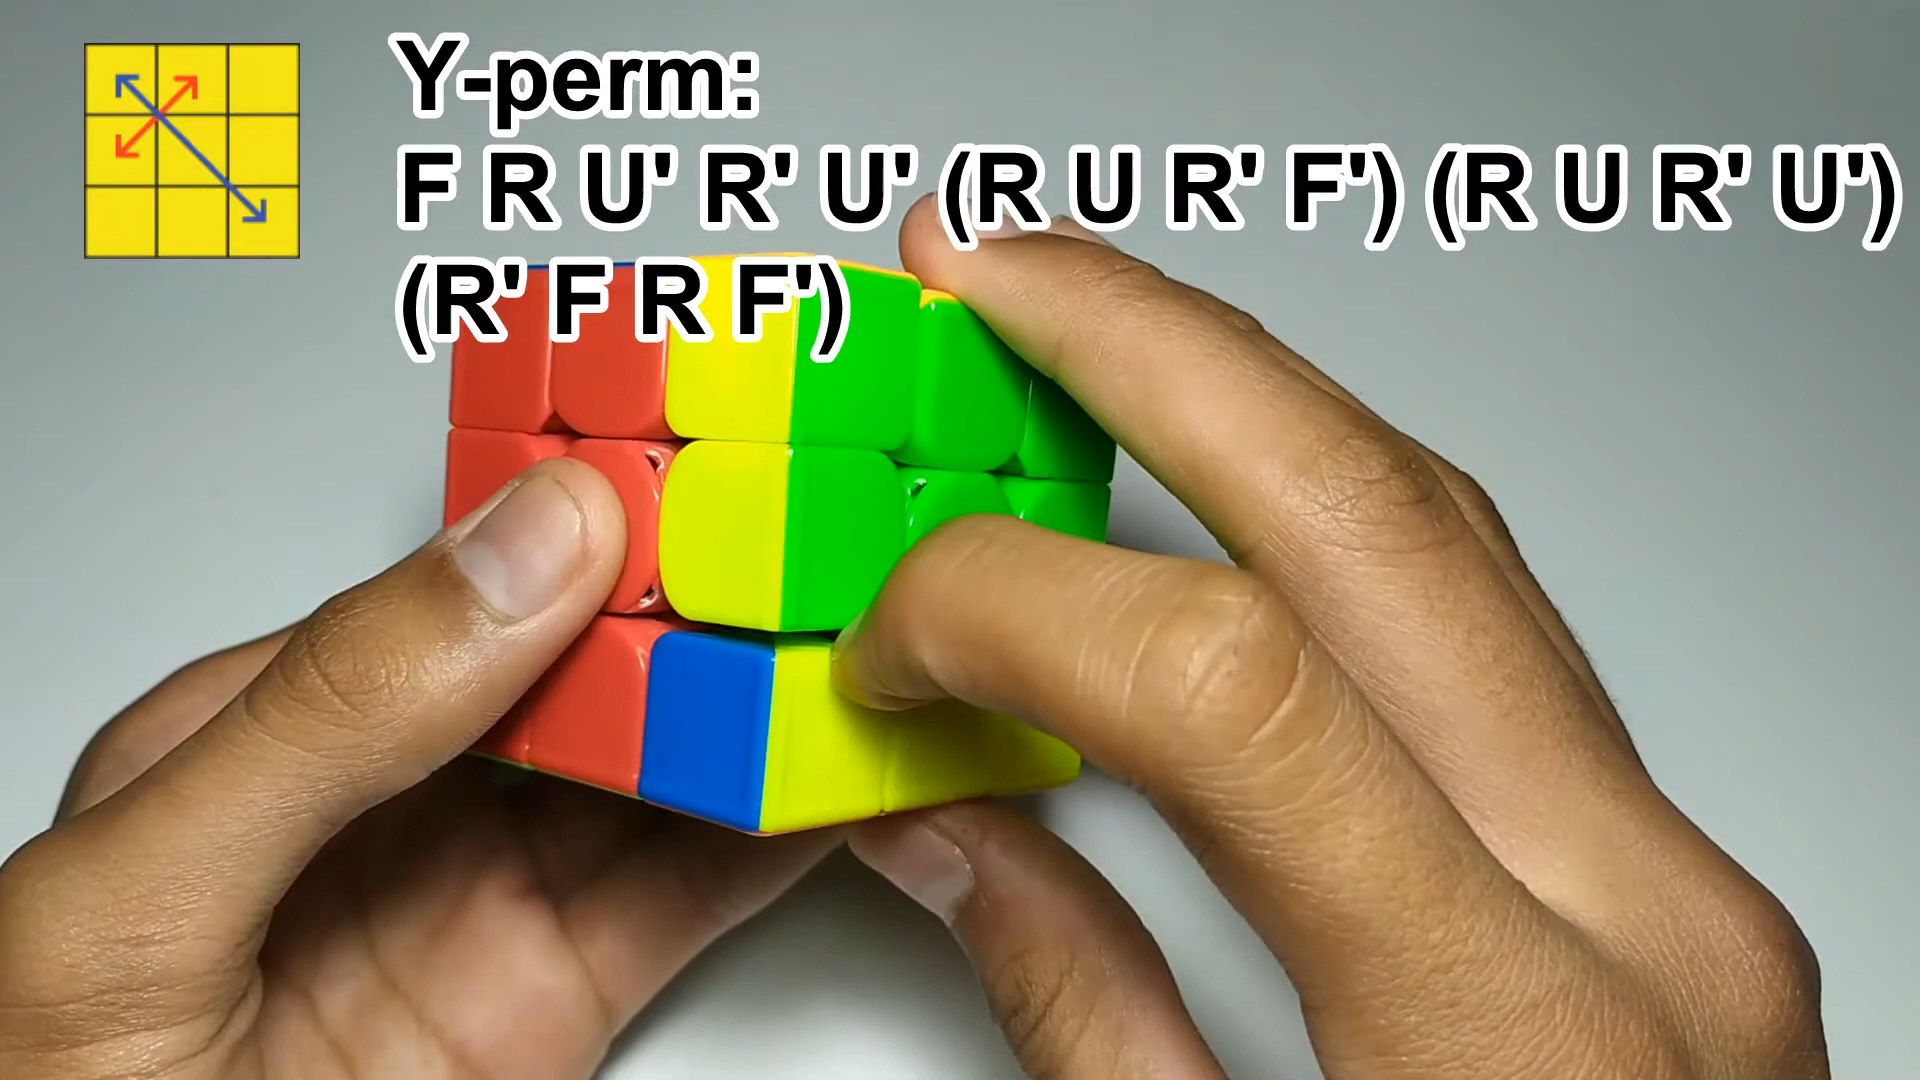 Y-perm:
F R U' R' U' (R U R' F') (R U R' U')
(R' F R F')